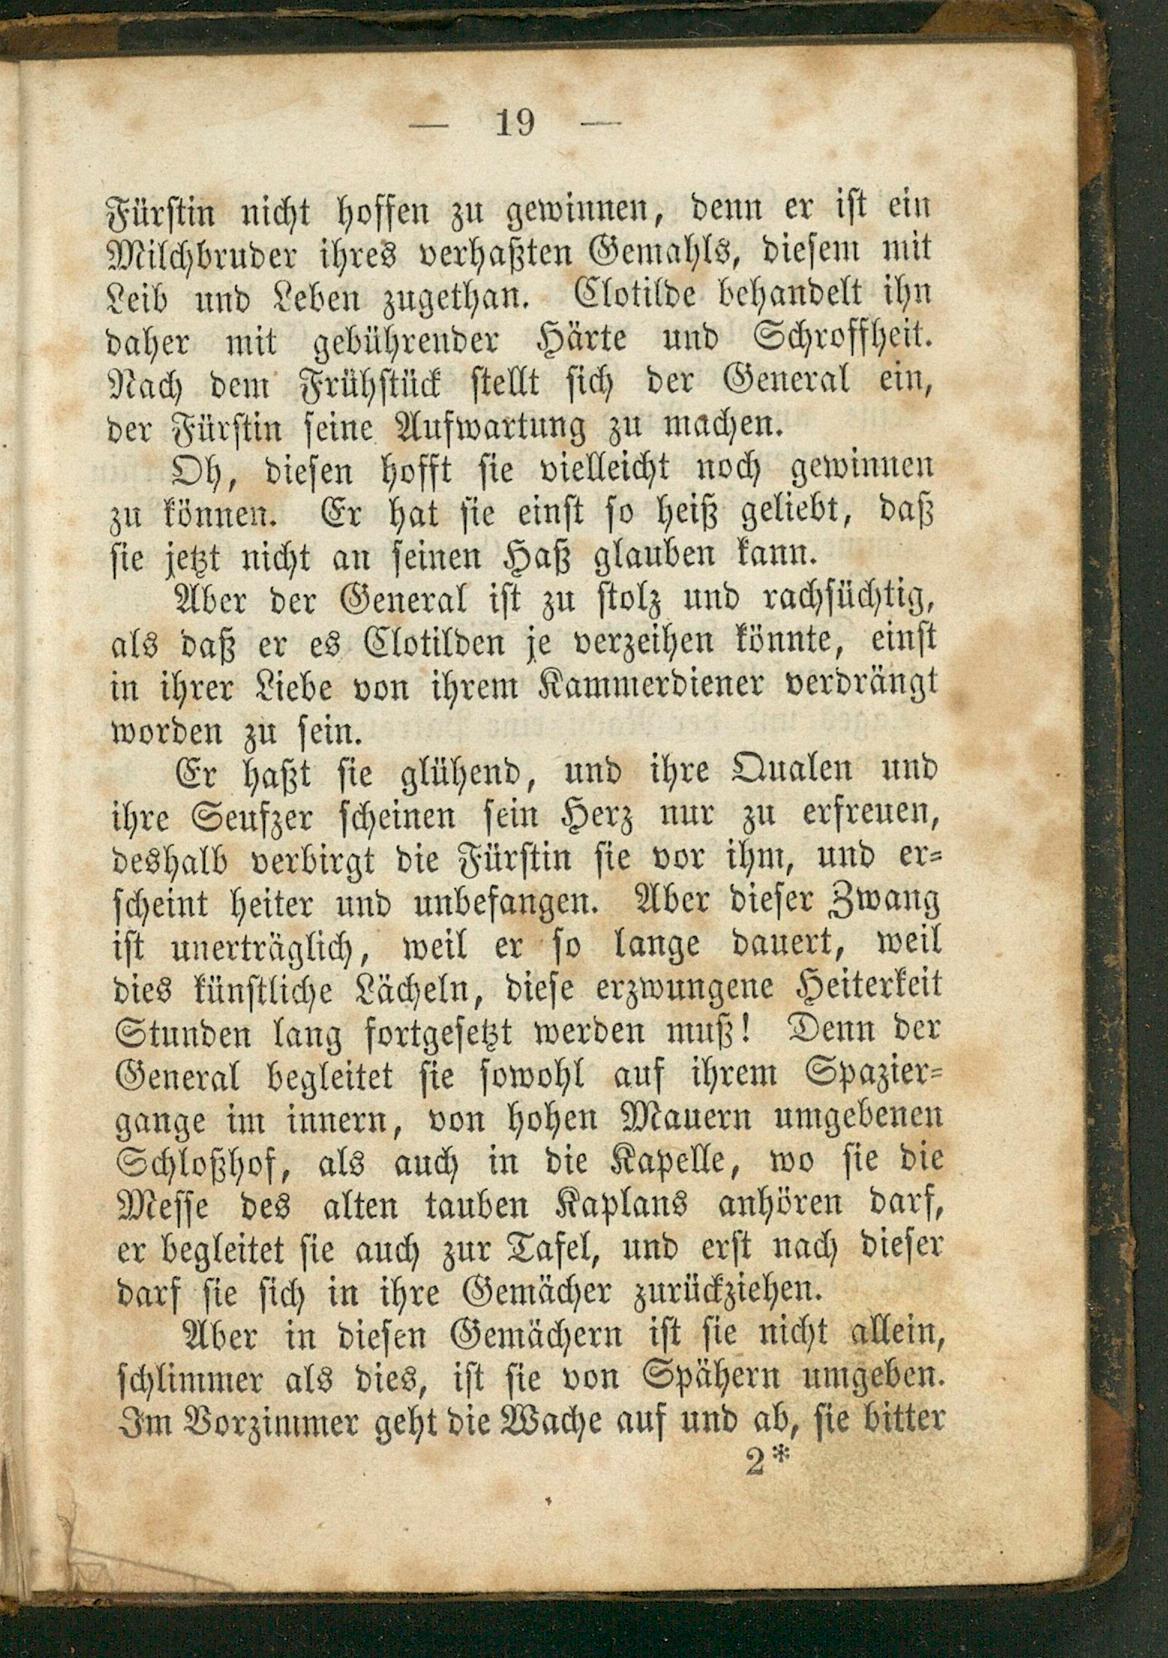 — 19 —
Fürstin nicht hoffen zu gewinnen, denn er ist ein
Milchbruder ihres verhaßten Gemahls, diesem mit
Leib und Leben zugethan. Clotilde behandelt ihn
daher mit gebührender Härte und Schroffheit.
Nach dem Frühstück stellt sich der General ein,
der Fürstin seine Aufwartung zu machen.
Oh, diesen hofft sie vielleicht noch gewinnen
zu können. Er hat sie einst so heiß geliebt, daß
sie jetzt nicht an seinen Haß glauben kann.
Aber der General ist zu stolz und rachsüchtig,
als daß er es Clotilden je verzeihen könnte, einst
in ihrer Liebe von ihrem Kammerdiener verdrängt
worden zu sein.
Er haßt sie glühend, und ihre Qualen und
ihre Seufzer scheinen sein Herz nur zu erfreuen,
deshalb verbirgt die Fürstin sie vor ihm, und er-
scheint heiter und unbefangen. Aber dieser Zwang
ist unerträglich, weil er so lange dauert, weil
dies künstliche Lächeln, diese erzwungene Heiterkeit
Stunden lang fortgesetzt werden muß! Denn der
General begleitet sie sowohl auf ihrem Spazier-
gange im innern, von hohen Mauern umgebenen
Schloßhof, als auch in die Kapelle, wo sie die
Messe des alten tauben Kaplans anhören darf,
er begleitet sie auch zur Tafel, und erst nach dieser
darf sie sich in ihre Gemächer zurückziehen.
Aber in diesen Gemächern ist sie nicht allein,
schlimmer als dies, ist sie von Spähern umgeben.
Im Vorzimmer geht die Wache auf und ab, sie bitter
2*